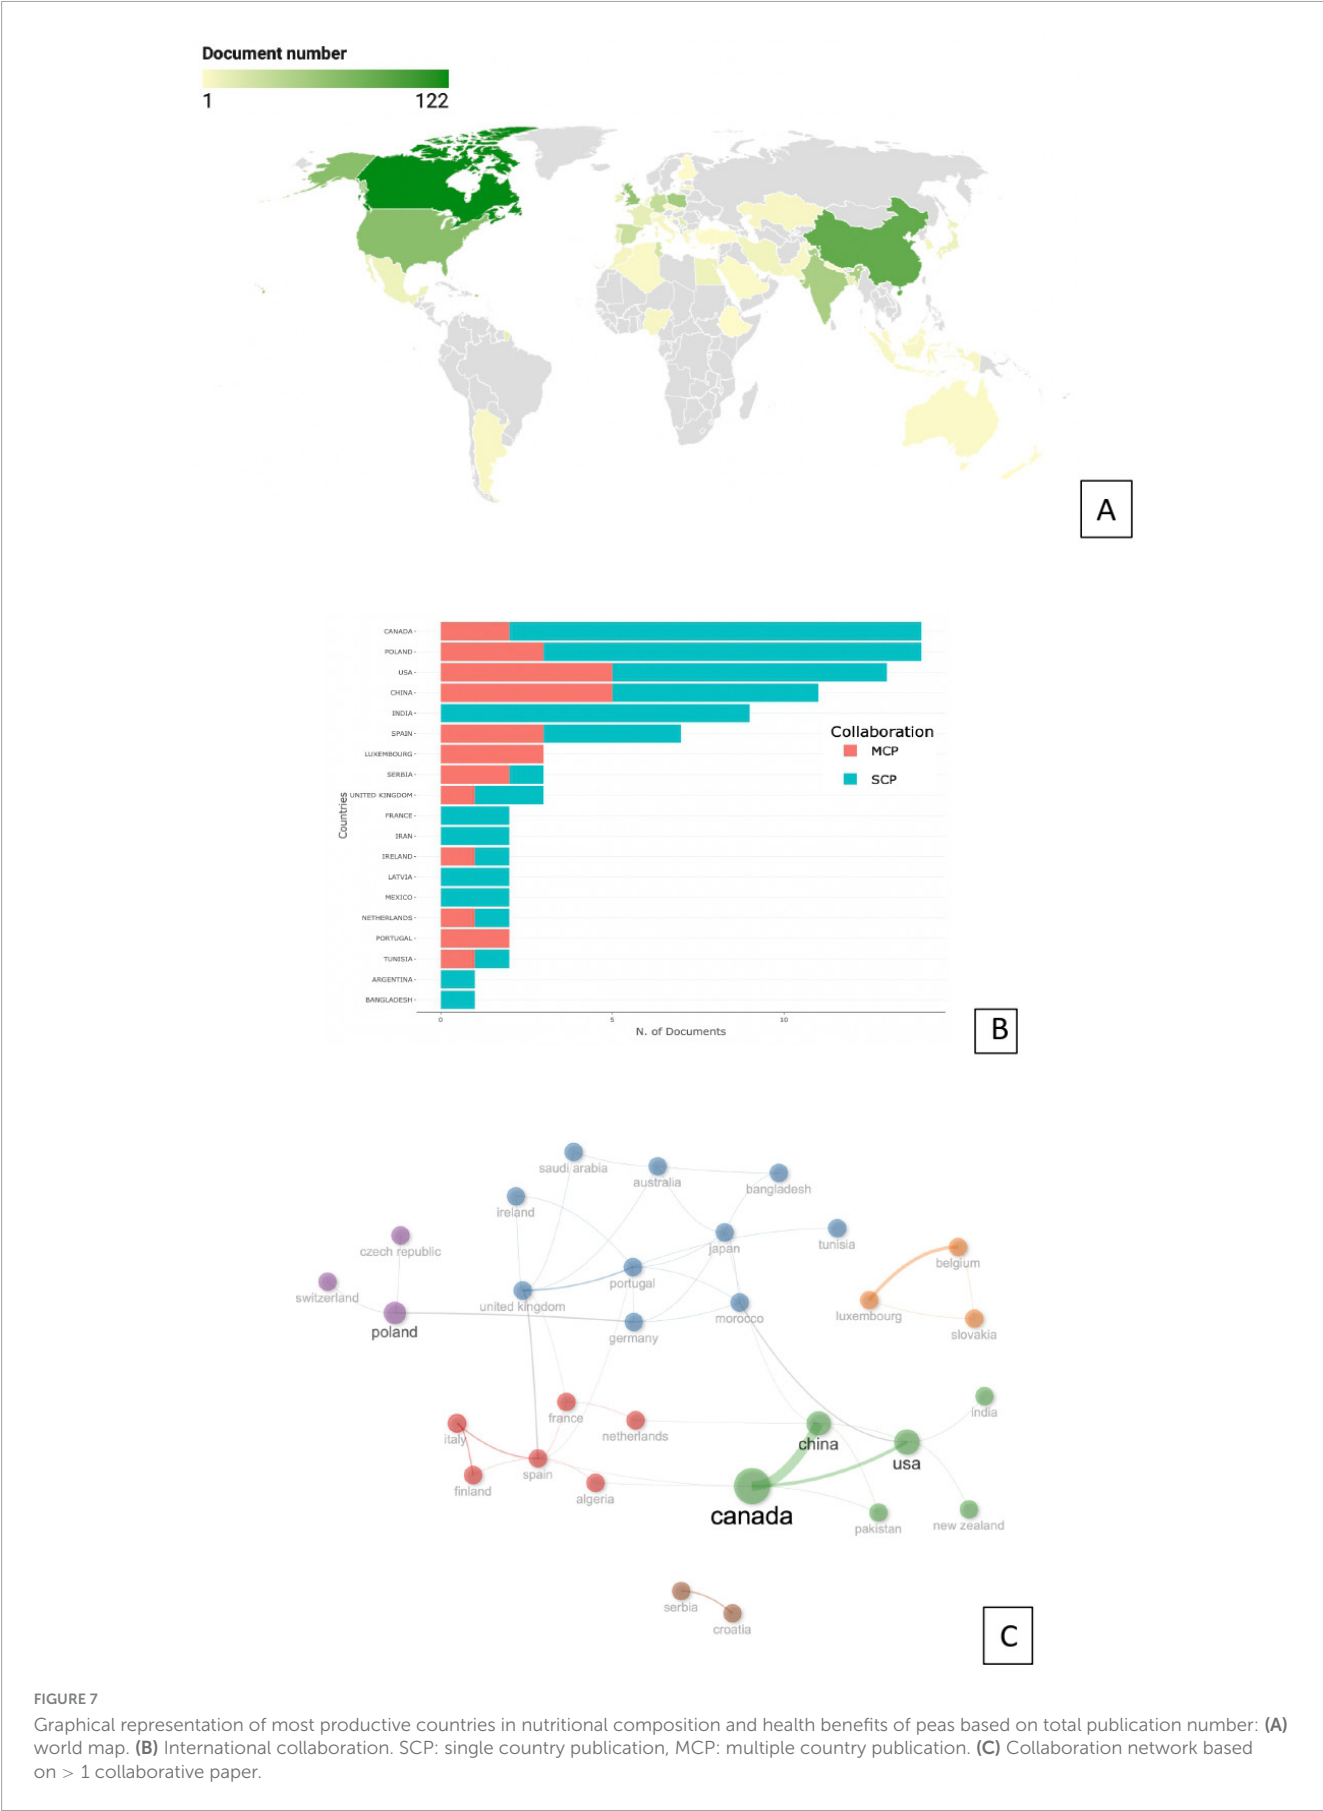 Document number
1 122
A
CANADA
POLAND
USA
CHINA
INDIA
SPAIN
LUXEMBOURG
SERBIA
UNITED KINGDOM
FRANCE
IRAN
IRELAND
LATVIA
MEXICO
NETHERLANDS
PORTUGAL
TUNISIA
ARGENTINA
BANGLADESH
Countries
0 5 10
N. of Documents
Collaboration
MCP
SCP
B
saudi arabia
australia
bangladesh
ireland
czech republic
japan
tunisia
belgium
portugal
switzerland
united kingdom
morocco
luxembourg
poland
germany
slovakia
india
france
netherlands
italy
china
usa
spain
finland
algeria
canada
pakistan
new zealand
serbia
croatia
C
FIGURE 7
Graphical representation of most productive countries in nutritional composition and health benefits of peas based on total publication number: (A)
world map. (B) International collaboration. SCP: single country publication, MCP: multiple country publication. (C) Collaboration network based
on > 1 collaborative paper.